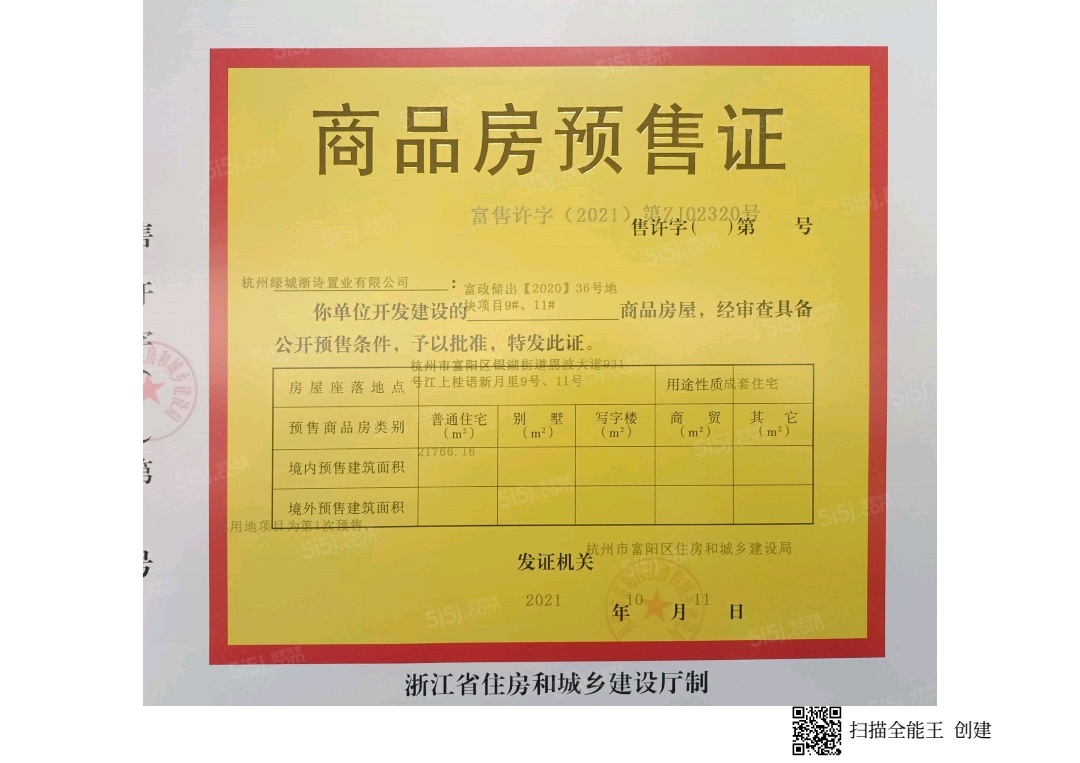 商品房预售证
富售许字（2021）第ZJ02320号
售许字( )第 号
杭州绿城浙诗置业有限公司：
富政储出【2020】36号地
块项目9#、11#
你单位开发建设的 商品房屋，经审查具备
公开预售条件，予以批准，特发此证。
杭州市富阳区银湖街道恩波大道931
号江上桂语新月里9号、11号
房屋座落地点 用途性质 成套住宅
预售商品房类别 普通住宅（m²） 别墅（m²） 写字楼（m²） 商贸（m²） 其它（m²）
境内预售建筑面积 21766.16
境外预售建筑面积
本用地项目为第1次预售。
发证机关 杭州市富阳区住房和城乡建设局
2021 年 10 月 11 日
浙江省住房和城乡建设厅制
扫描全能王 创建
5i5j.com